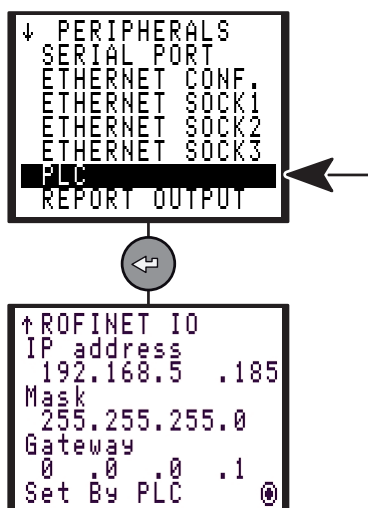 ↓ PERIPHERALS
SERIAL PORT
ETHERNET CONF.
ETHERNET SOCK1
ETHERNET SOCK2
ETHERNET SOCK3
PLC
REPORT OUTPUT
↑ROFINET IO
IP address
192.168.5 .185
Mask
255.255.255.0
Gateway
0 .0 .0 .1
Set By PLC